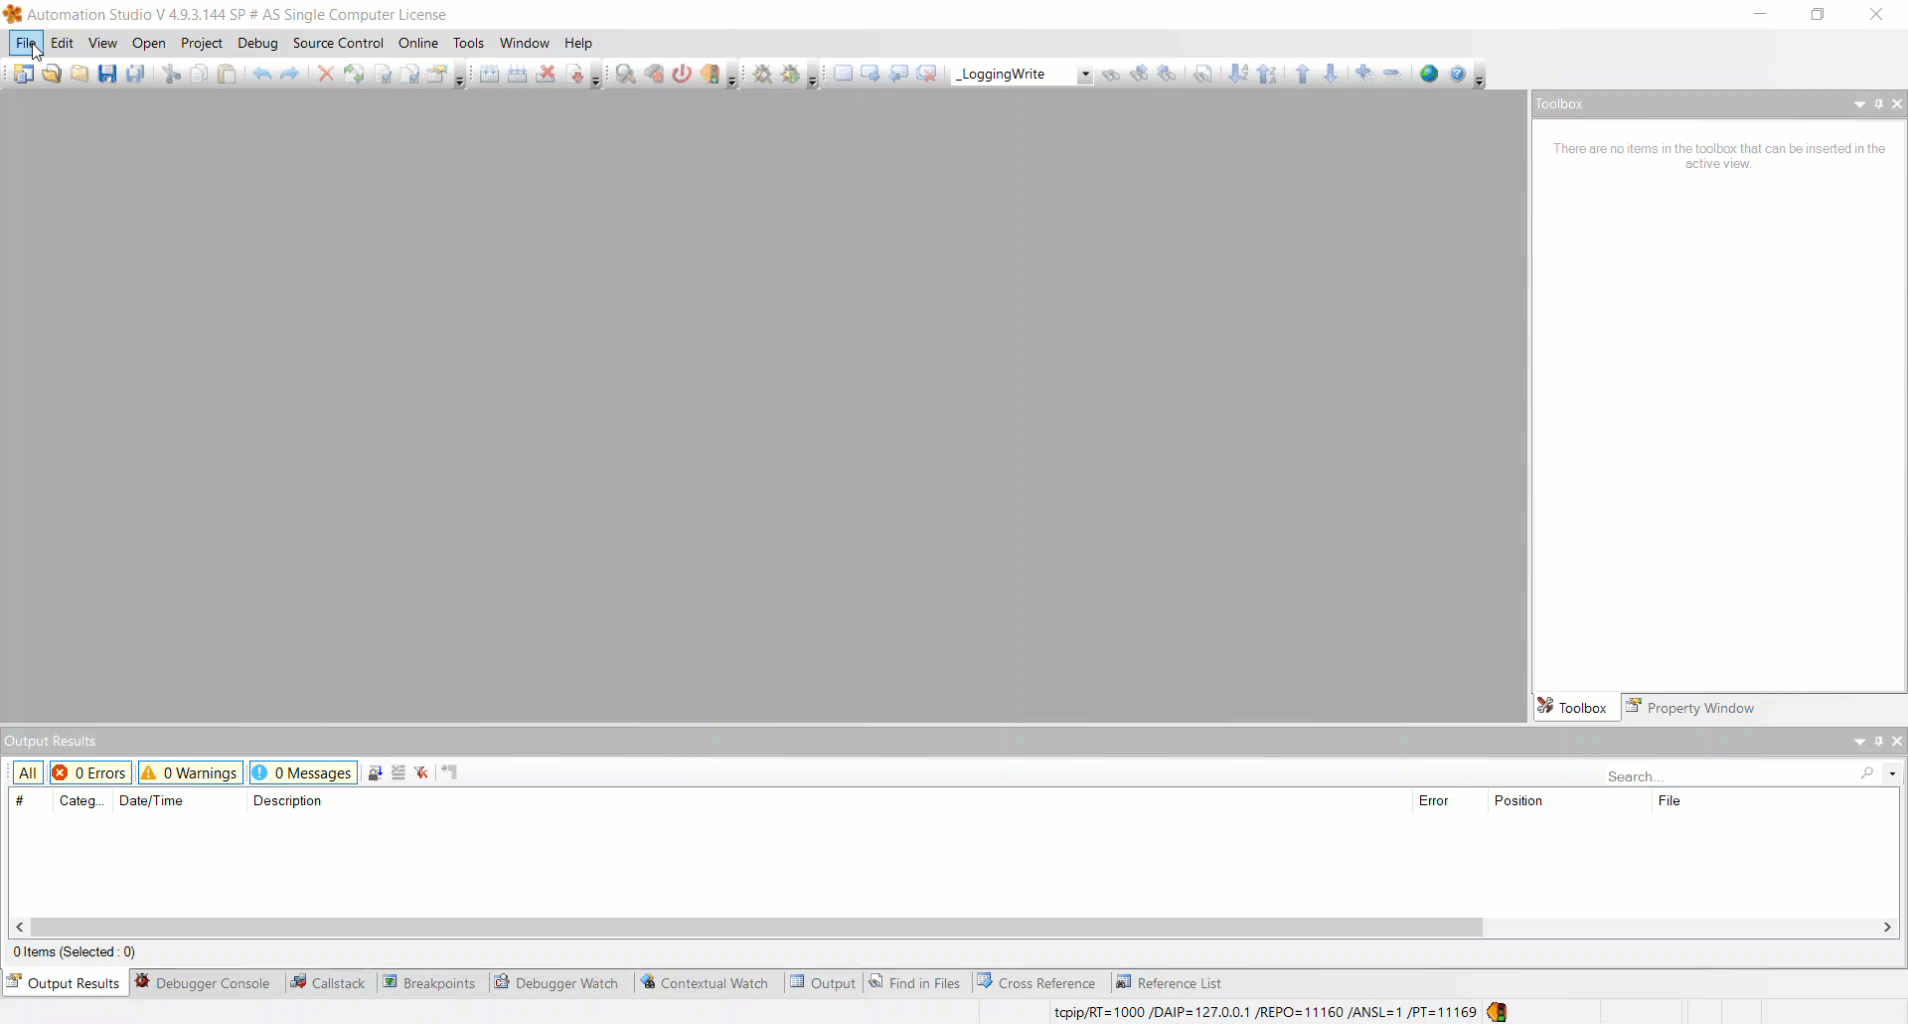 Automation Studio V 4.9.3.144 SP # AS Single Computer License
File Edit View Open Project Debug Source Control Online Tools Window Help
_LoggingWrite
Toolbox
There are no items in the toolbox that can be inserted in the
active view.
Toolbox Property Window
Output Results
All 0 Errors 0 Warnings 0 Messages Search...
# Categ... Date/Time Description Error Position File
0 Items (Selected : 0)
Output Results Debugger Console Callstack Breakpoints Debugger Watch Contextual Watch Output Find in Files Cross Reference Reference List
tcpip/RT=1000 /DAIP=127.0.0.1 /REPO=11160 /ANSL=1 /PT=11169